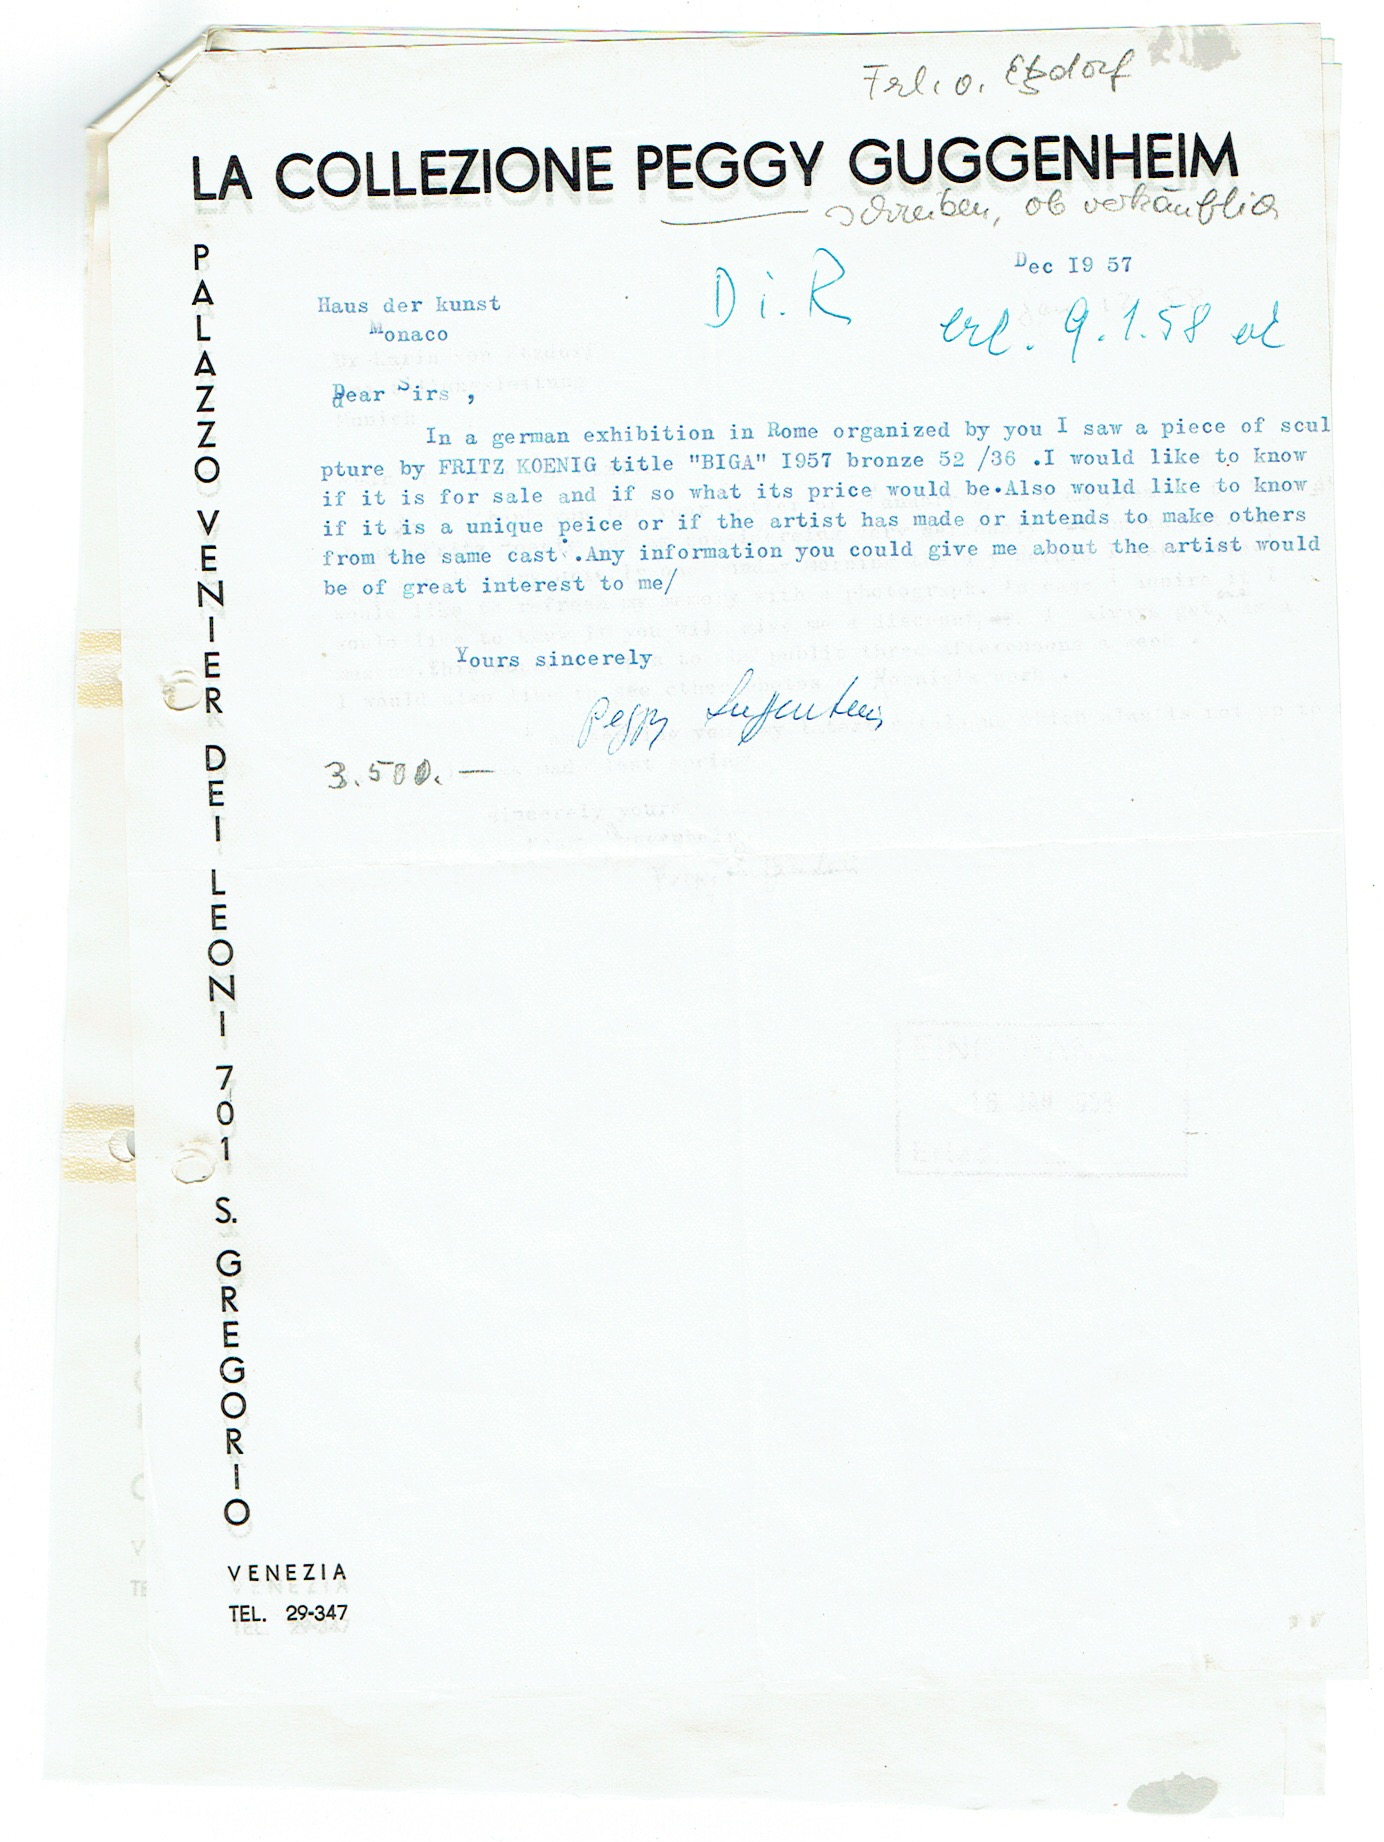 Frl. v. Etzdorf
LA COLLEZIONE PEGGY GUGGENHEIM
schreiben, ob verkäuflich
PALAZZO VENIER DEI LEONI 701 S. GREGORIO
Dec I9 57
Di. R
erl. 9.1.58
Haus der kunst
Monaco
Dear Sirs ,
In a german exhibition in Rome organized by you I saw a piece of scul
pture by FRITZ KOENIG title "BIGA" I957 bronze 52 /36 .I would like to know
if it is for sale and if so what its price would be.Also would like to know
if it is a unique peice or if the artist has made or intends to make others
from the same cast .Any information you could give me about the artist would
be of great interest to me/
Yours sincerely
Peggy Guggenheim
3.500.—
VENEZIA
TEL. 29-347